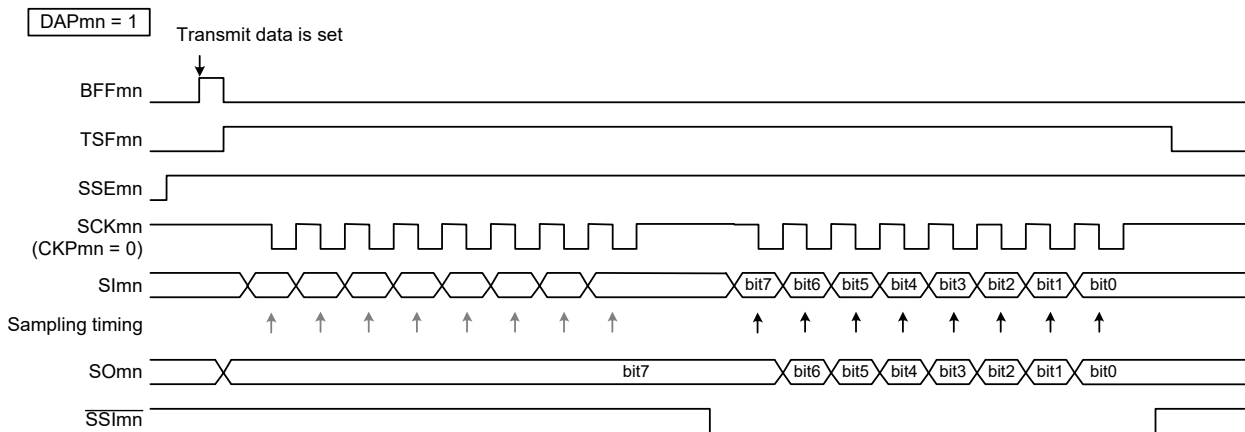 DAPmn = 1
Transmit data is set
BFFmn
TSFmn
SSEmn
SCKmn
(CKPmn = 0)
SImn bit7 bit6 bit5 bit4 bit3 bit2 bit1 bit0
Sampling timing
SOmn bit7 bit6 bit5 bit4 bit3 bit2 bit1 bit0
SSImn